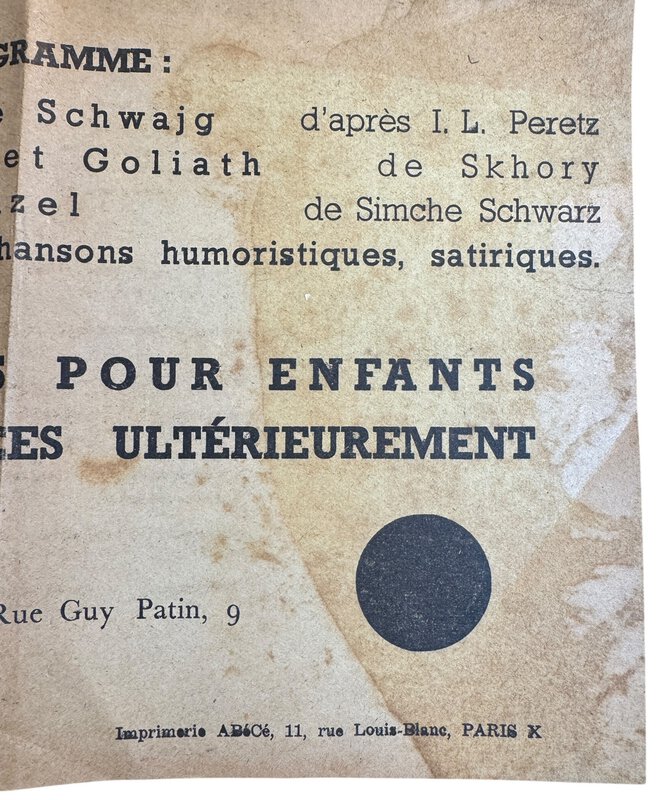 GRAMME :
e Schwajg d'après I. L. Peretz
et Goliath de Skhory
zel de Simche Schwarz
hansons humoristiques, satiriques.
S POUR ENFANTS
ES ULTÉRIEUREMENT
Rue Guy Patin, 9
Imprimerie ABéCé, 11, rue Louis-Blanc, PARIS X